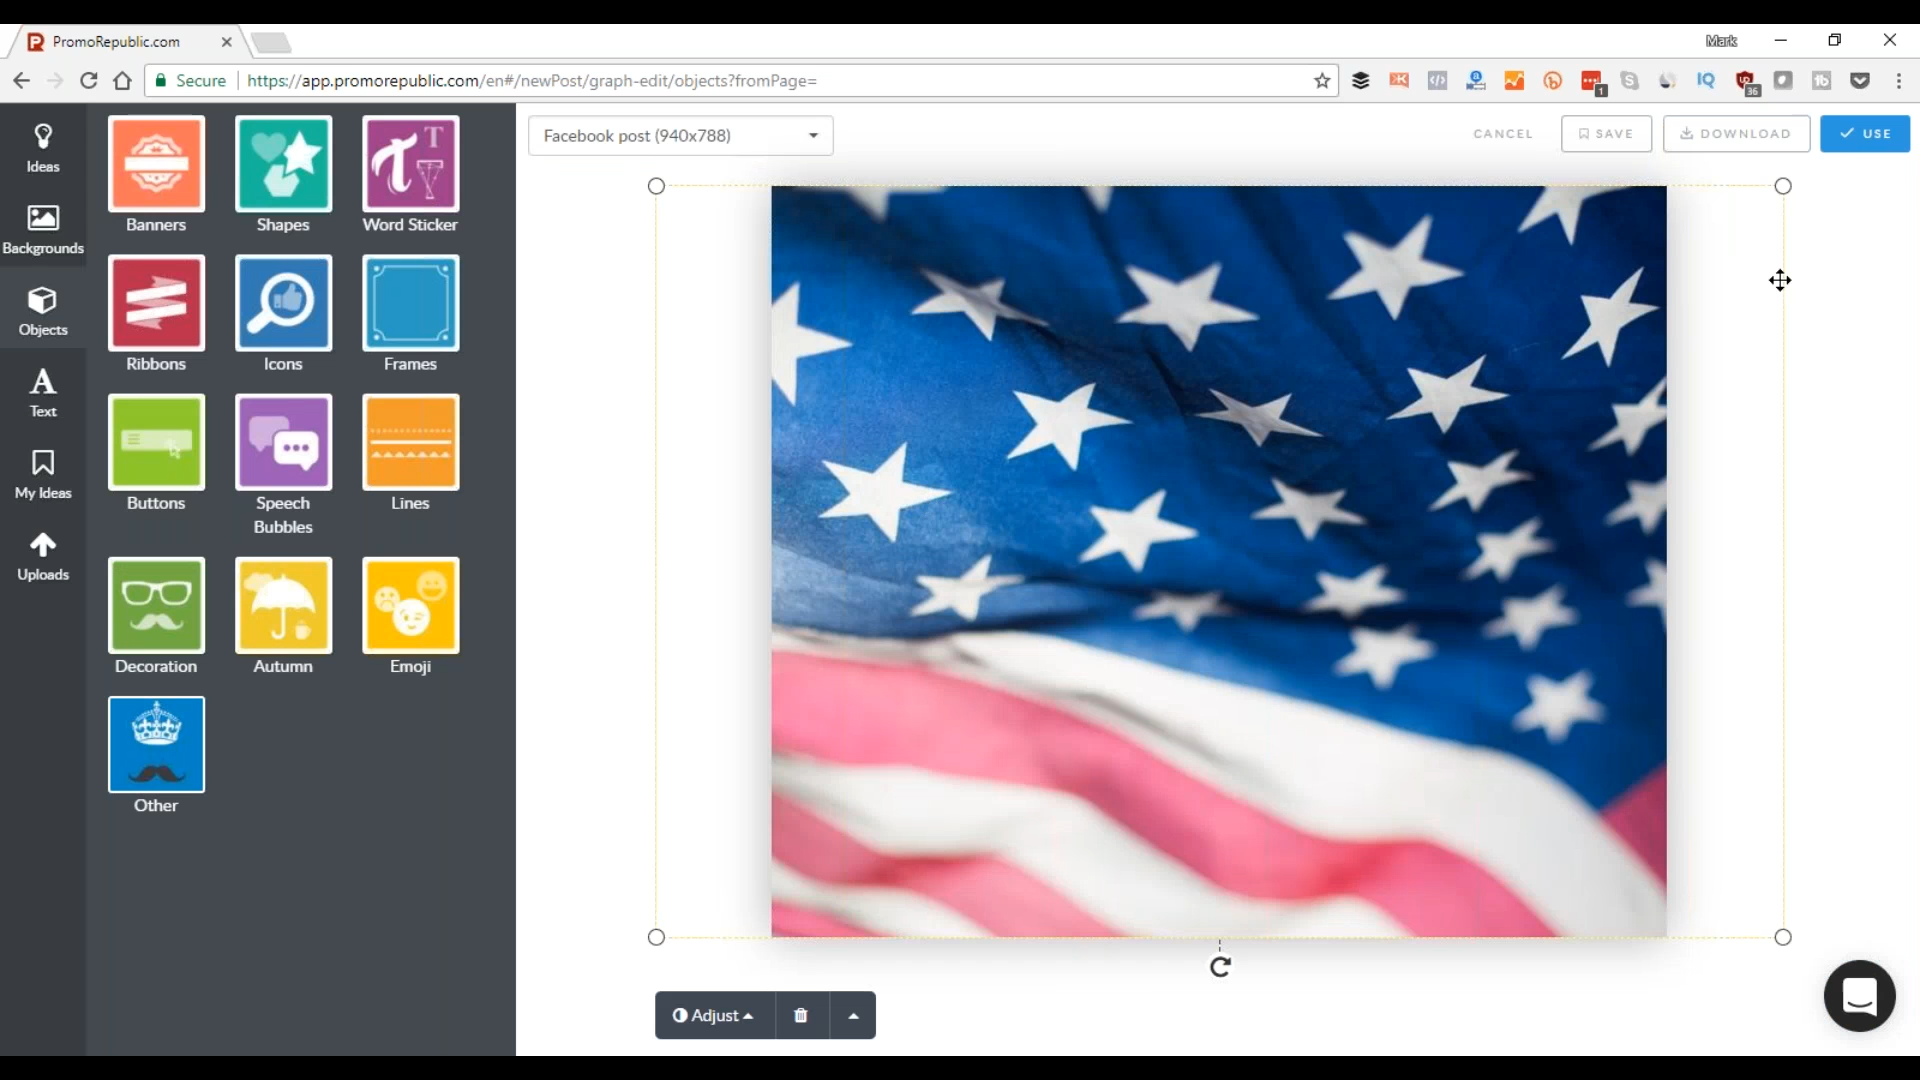 PromoRepublic.com
Mark
Secure
https://app.promorepublic.com/en#/newPost/graph-edit/objects?fromPage=
1
36
Ideas
Backgrounds
Objects
Text
My Ideas
Uploads
Banners
Shapes
Word Sticker
Ribbons
Icons
Frames
Buttons
Speech
Bubbles
Lines
Decoration
Autumn
Emoji
Other
Facebook post (940x788)
CANCEL
SAVE
DOWNLOAD
USE
Adjust